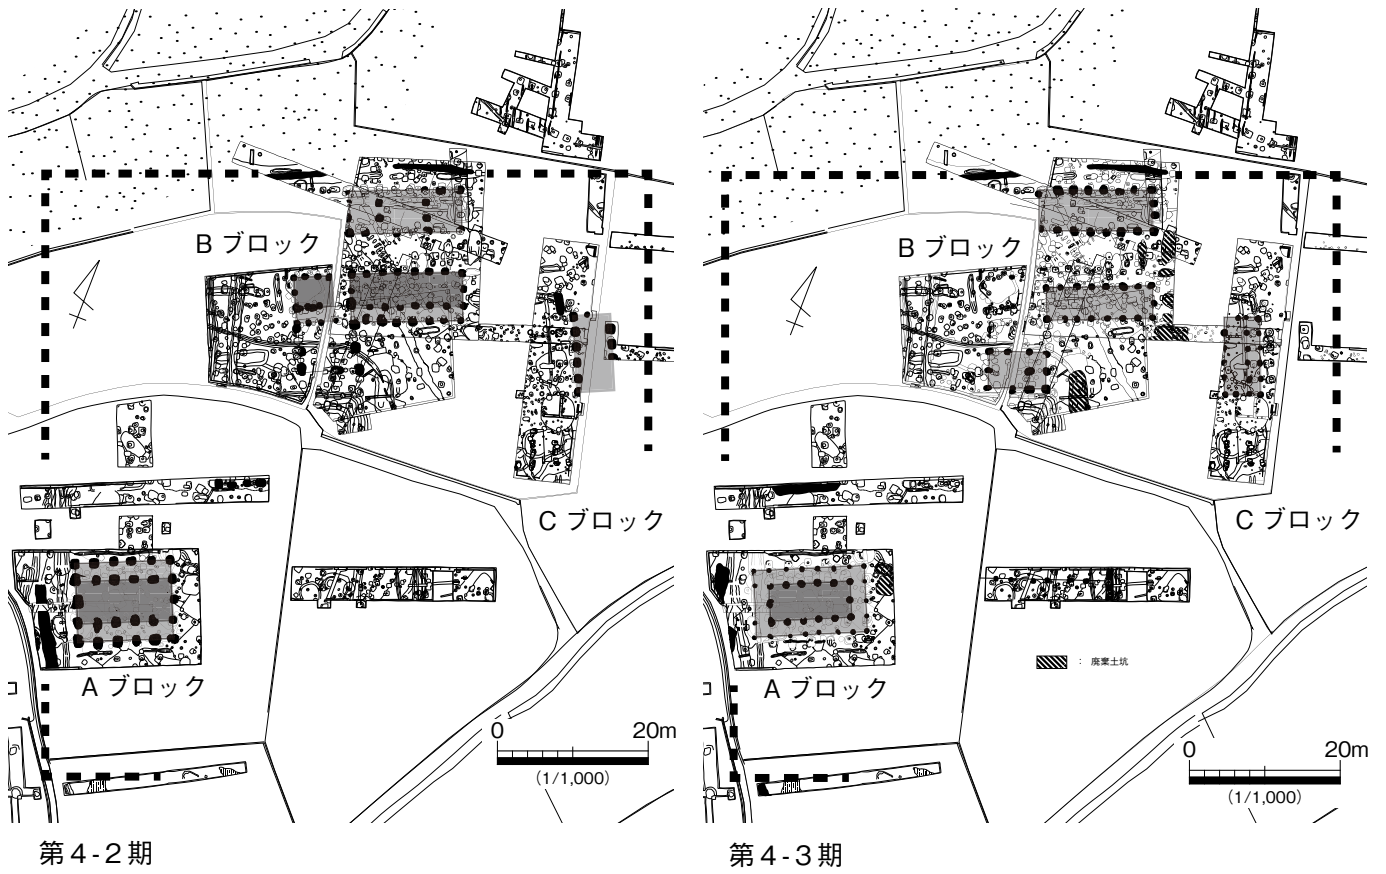 B ブロック
C ブロック
A ブロック
0 20m
（1/1,000）
第４-２期
B ブロック
C ブロック
： 廃棄土坑
A ブロック
0 20m
（1/1,000）
第４-３期